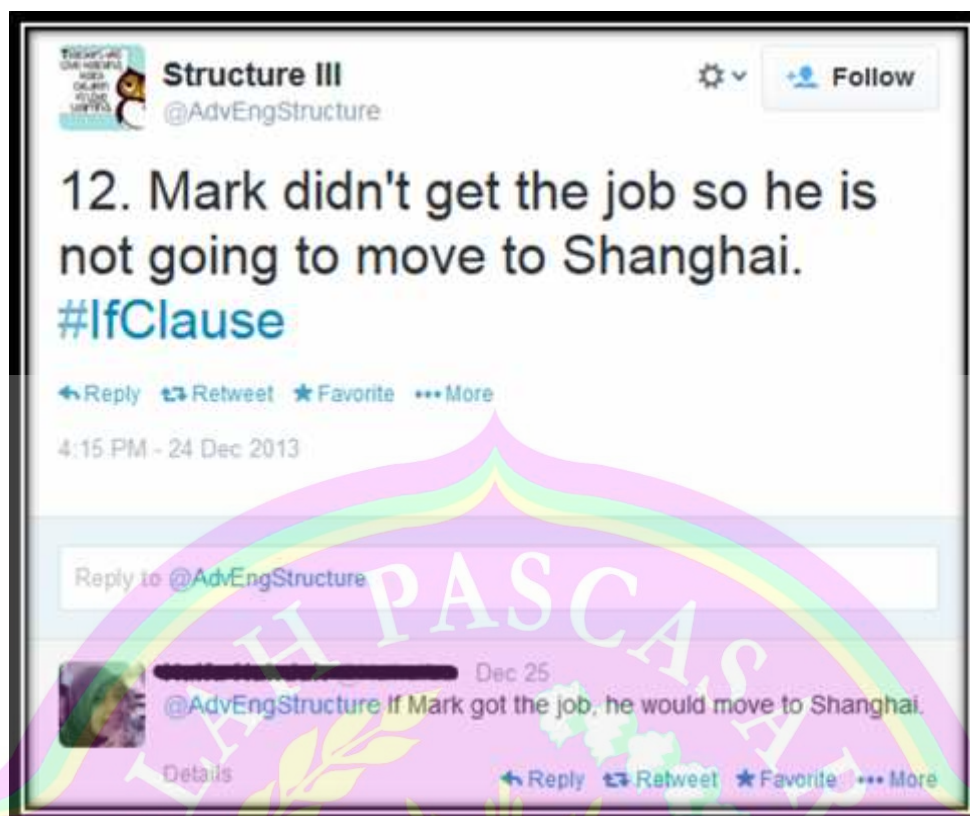 Structure III
@AdvEngStructure
Follow
12. Mark didn't get the job so he is
not going to move to Shanghai.
#IfClause
Reply Retweet Favorite More
4:15 PM - 24 Dec 2013
Reply to @AdvEngStructure
Dec 25
@AdvEngStructure If Mark got the job, he would move to Shanghai.
Details Reply Retweet Favorite More
LAH PASCASAR